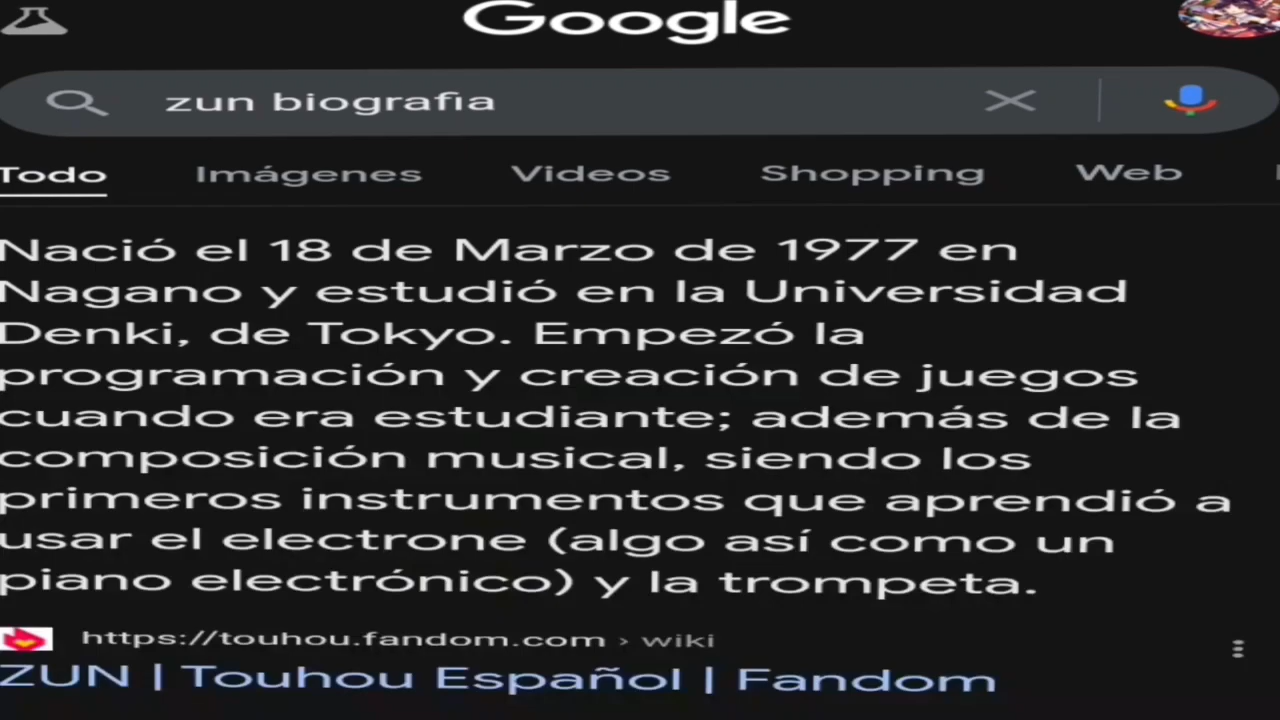 Google
zun biografia
Todo Imágenes Videos Shopping Web
Nació el 18 de Marzo de 1977 en
Nagano y estudió en la Universidad
Denki, de Tokyo. Empezó la
programación y creación de juegos
cuando era estudiante; además de la
composición musical, siendo los
primeros instrumentos que aprendió a
usar el electrone (algo así como un
piano electrónico) y la trompeta.
https://touhou.fandom.com › wiki
ZUN | Touhou Español | Fandom